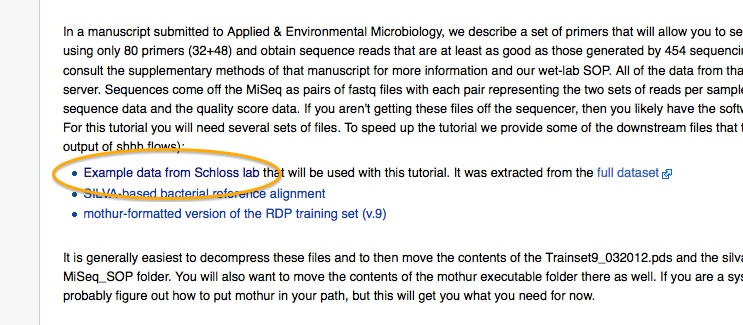 In a manuscript submitted to Applied & Environmental Microbiology, we describe a set of primers that will allow you to se
using only 80 primers (32+48) and obtain sequence reads that are at least as good as those generated by 454 sequenci
consult the supplementary methods of that manuscript for more information and our wet-lab SOP. All of the data from tha
server. Sequences come off the MiSeq as pairs of fastq files with each pair representing the two sets of reads per sampl
sequence data and the quality score data. If you aren't getting these files off the sequencer, then you likely have the soft
For this tutorial you will need several sets of files. To speed up the tutorial we provide some of the downstream files that
output of shhh.flows):
• Example data from Schloss lab that will be used with this tutorial. It was extracted from the full dataset
• SILVA-based bacterial reference alignment
• mothur-formatted version of the RDP training set (v.9)
It is generally easiest to decompress these files and to then move the contents of the Trainset9_032012.pds and the silva
MiSeq_SOP folder. You will also want to move the contents of the mothur executable folder there as well. If you are a sy
probably figure out how to put mothur in your path, but this will get you what you need for now.